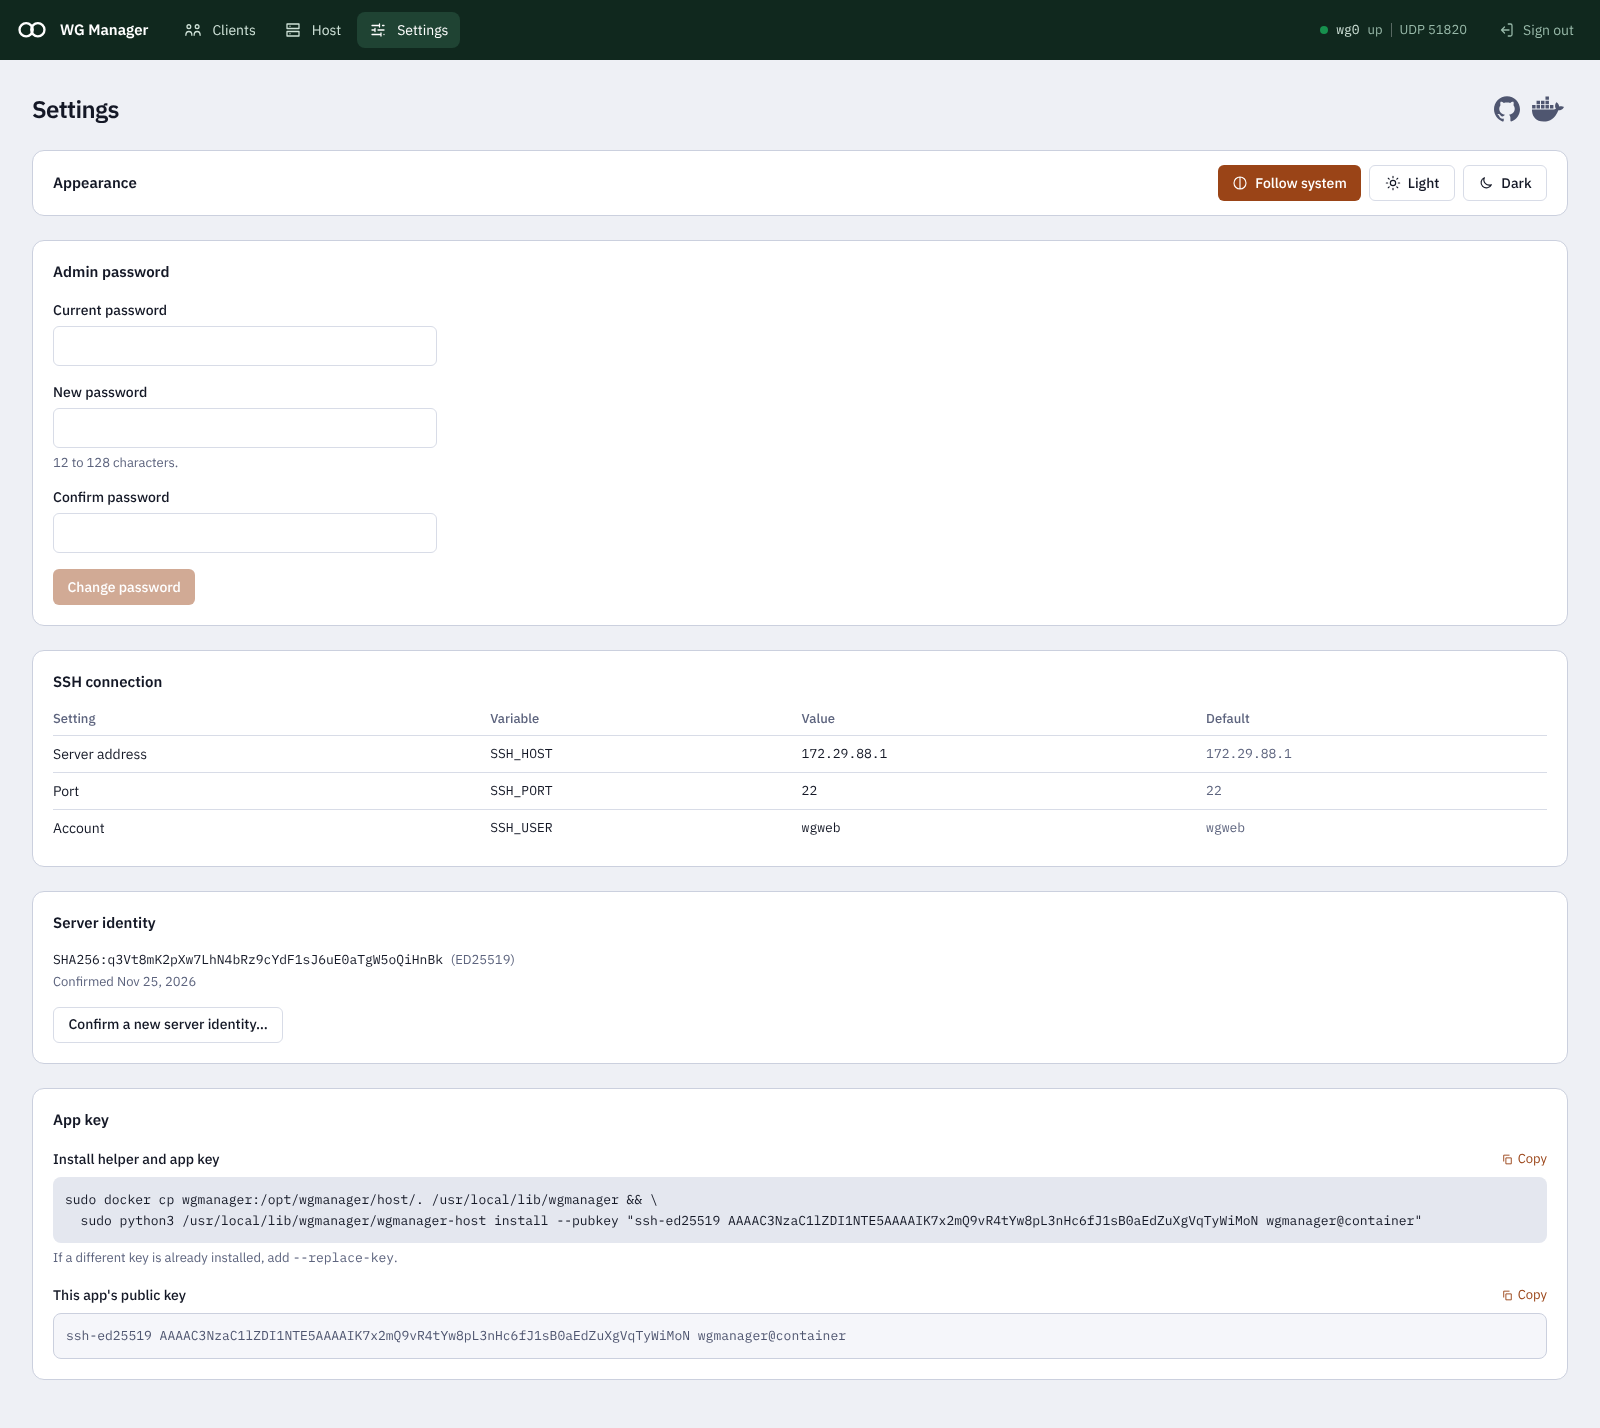 WG Manager Clients Host Settings wg0 up UDP 51820 Sign out
Settings
Appearance Follow system Light Dark
Admin password
Current password
New password
12 to 128 characters.
Confirm password
Change password
SSH connection
Setting Variable Value Default
Server address SSH_HOST 172.29.88.1 172.29.88.1
Port SSH_PORT 22 22
Account SSH_USER wgweb wgweb
Server identity
SHA256:q3Vt8mK2pXw7LhN4bRz9cYdF1sJ6uE0aTgW5oQiHnBk (ED25519)
Confirmed Nov 25, 2026
Confirm a new server identity...
App key
Install helper and app key Copy
sudo docker cp wgmanager:/opt/wgmanager/host/. /usr/local/lib/wgmanager && \
sudo python3 /usr/local/lib/wgmanager/wgmanager-host install --pubkey "ssh-ed25519 AAAAC3NzaC1lZDI1NTE5AAAAIK7x2mQ9vR4tYw8pL3nHc6fJ1sB0aEdZuXgVqTyWiMoN wgmanager@container"
If a different key is already installed, add --replace-key.
This app's public key Copy
ssh-ed25519 AAAAC3NzaC1lZDI1NTE5AAAAIK7x2mQ9vR4tYw8pL3nHc6fJ1sB0aEdZuXgVqTyWiMoN wgmanager@container